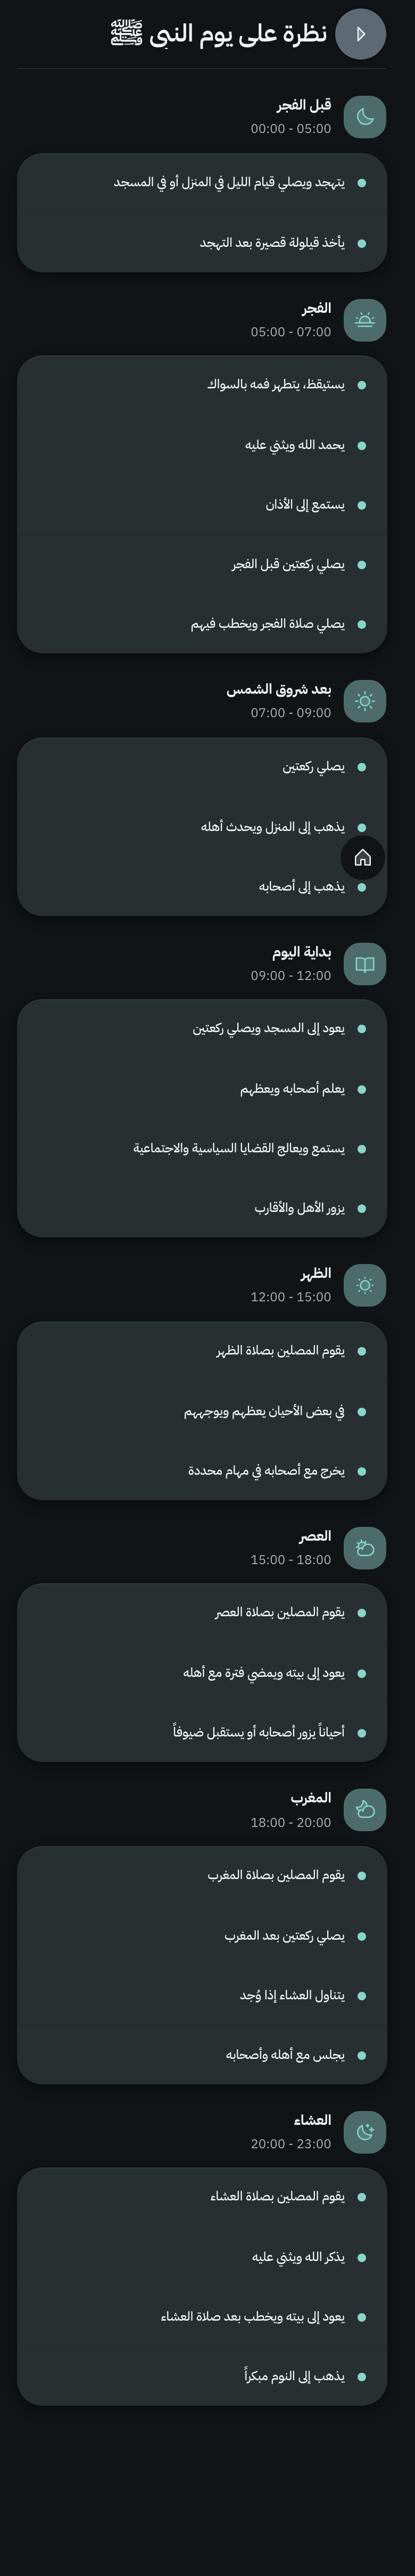 نظرة على يوم النبي ﷺ
قبل الفجر
00:00 - 05:00
يتهجد ويصلي قيام الليل في المنزل أو في المسجد
يأخذ قيلولة قصيرة بعد التهجد
الفجر
05:00 - 07:00
يستيقظ، يتطهر فمه بالسواك
يحمد الله ويثني عليه
يستمع إلى الأذان
يصلي ركعتين قبل الفجر
يصلي صلاة الفجر ويخطب فيهم
بعد شروق الشمس
07:00 - 09:00
يصلي ركعتين
يذهب إلى المنزل ويحدث أهله
يذهب إلى أصحابه
بداية اليوم
09:00 - 12:00
يعود إلى المسجد ويصلي ركعتين
يعلم أصحابه ويعظهم
يستمع ويعالج القضايا السياسية والاجتماعية
يزور الأهل والأقارب
الظهر
12:00 - 15:00
يقوم المصلين بصلاة الظهر
في بعض الأحيان يعظهم ويوجههم
يخرج مع أصحابه في مهام محددة
العصر
15:00 - 18:00
يقوم المصلين بصلاة العصر
يعود إلى بيته ويمضي فترة مع أهله
أحياناً يزور أصحابه أو يستقبل ضيوفاً
المغرب
18:00 - 20:00
يقوم المصلين بصلاة المغرب
يصلي ركعتين بعد المغرب
يتناول العشاء إذا وُجد
يجلس مع أهله وأصحابه
العشاء
20:00 - 23:00
يقوم المصلين بصلاة العشاء
يذكر الله ويثني عليه
يعود إلى بيته ويخطب بعد صلاة العشاء
يذهب إلى النوم مبكراً